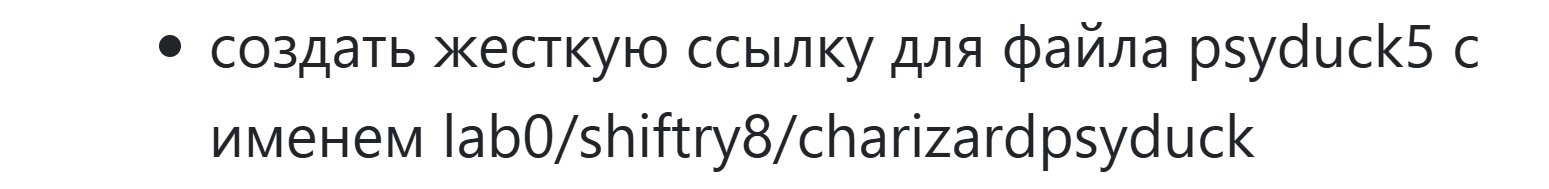 • создать жесткую ссылку для файла psyduck5 с
именем lab0/shiftry8/charizardpsyduck